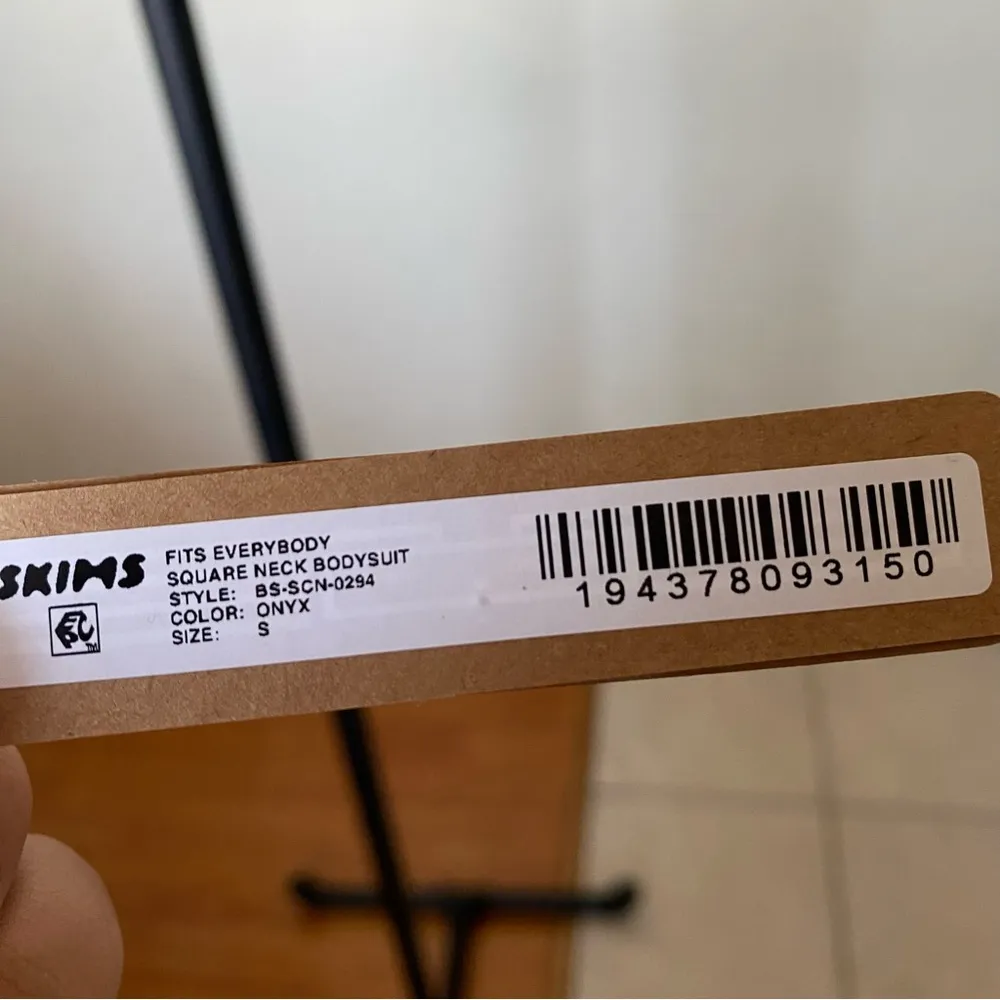 SKIMS
FITS EVERYBODY
SQUARE NECK BODYSUIT
STYLE: BS-SCN-0294
COLOR: ONYX
SIZE: S
194378093150